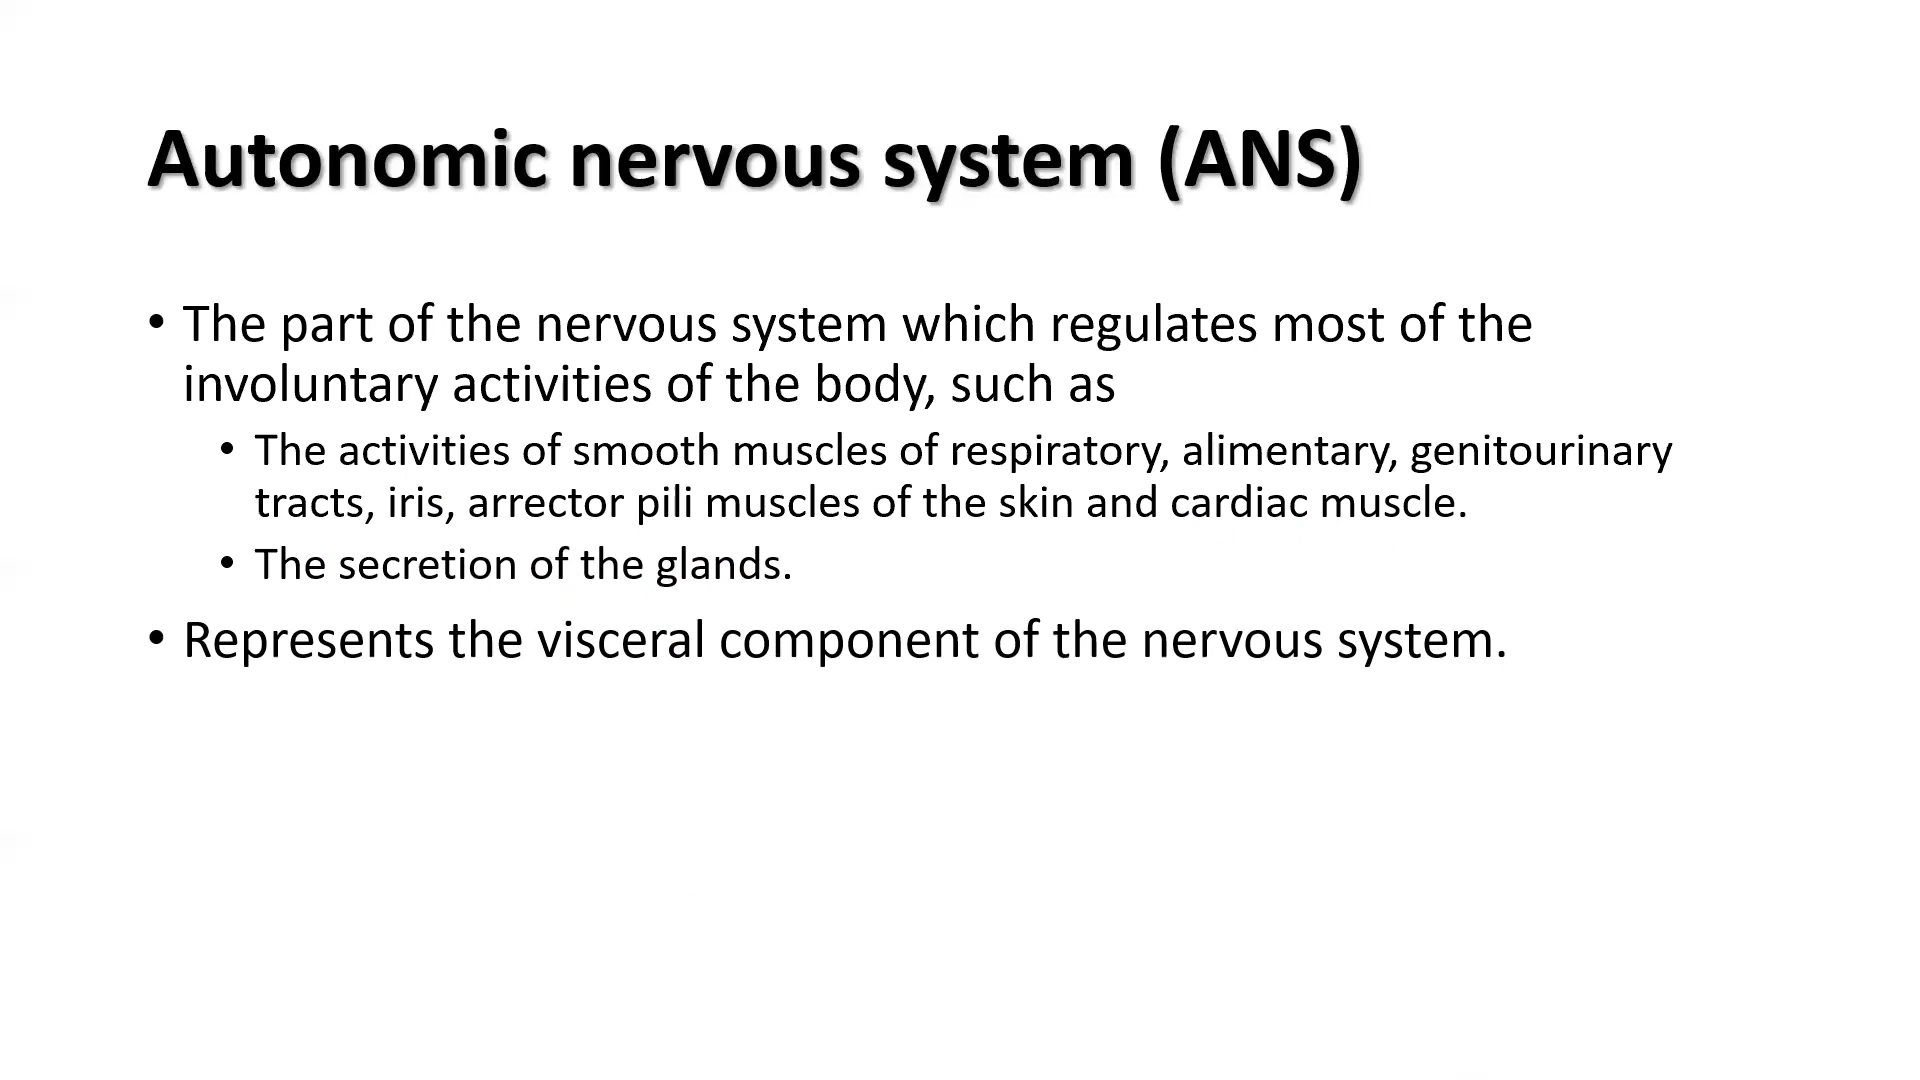 Autonomic nervous system (ANS)
• The part of the nervous system which regulates most of the
involuntary activities of the body, such as
• The activities of smooth muscles of respiratory, alimentary, genitourinary
tracts, iris, arrector pili muscles of the skin and cardiac muscle.
• The secretion of the glands.
• Represents the visceral component of the nervous system.